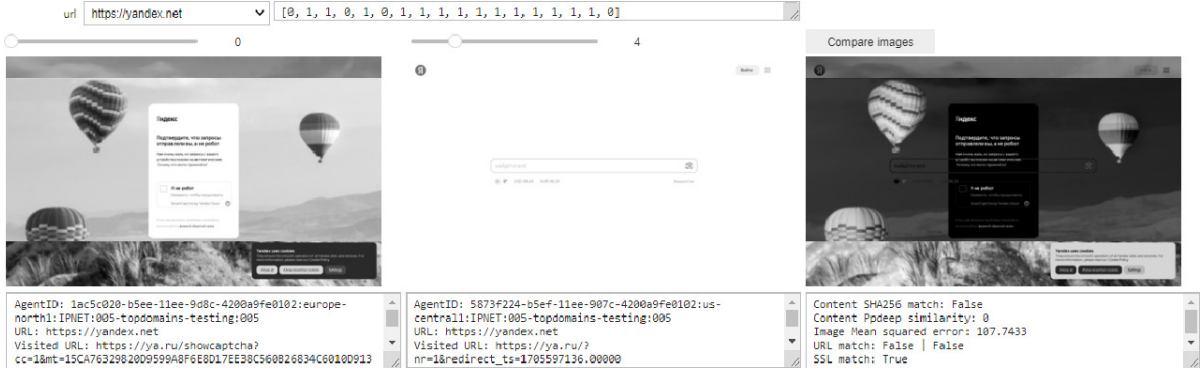 url https://yandex.net [0, 1, 1, 0, 1, 0, 1, 1, 1, 1, 1, 1, 1, 1, 1, 1, 1, 0]
0
4
Compare images
Яндекс
Подтвердите, что запросы
отправляли вы, а не робот
Я не робот
Нажмите, чтобы продолжить
Yandex uses cookies
Allow all
Allow essential cookies
Settings
Войти
AgentID: 1ac5c020-b5ee-11ee-9d8c-4200a9fe0102:europe-
north1:IPNET:005-topdomains-testing:005
URL: https://yandex.net
Visited URL: https://ya.ru/showcaptcha?
cc=1&mt=15CA76329820D9599A8F6E8D17EE38C560B26834C6010D913
AgentID: 5873f224-b5ef-11ee-907c-4200a9fe0102:us-
central1:IPNET:005-topdomains-testing:005
URL: https://yandex.net
Visited URL: https://ya.ru/?
nr=1&redirect_ts=1705597136.00000
Content SHA256 match: False
Content Ppdeep similarity: 0
Image Mean squared error: 107.7433
URL match: False | False
SSL match: True